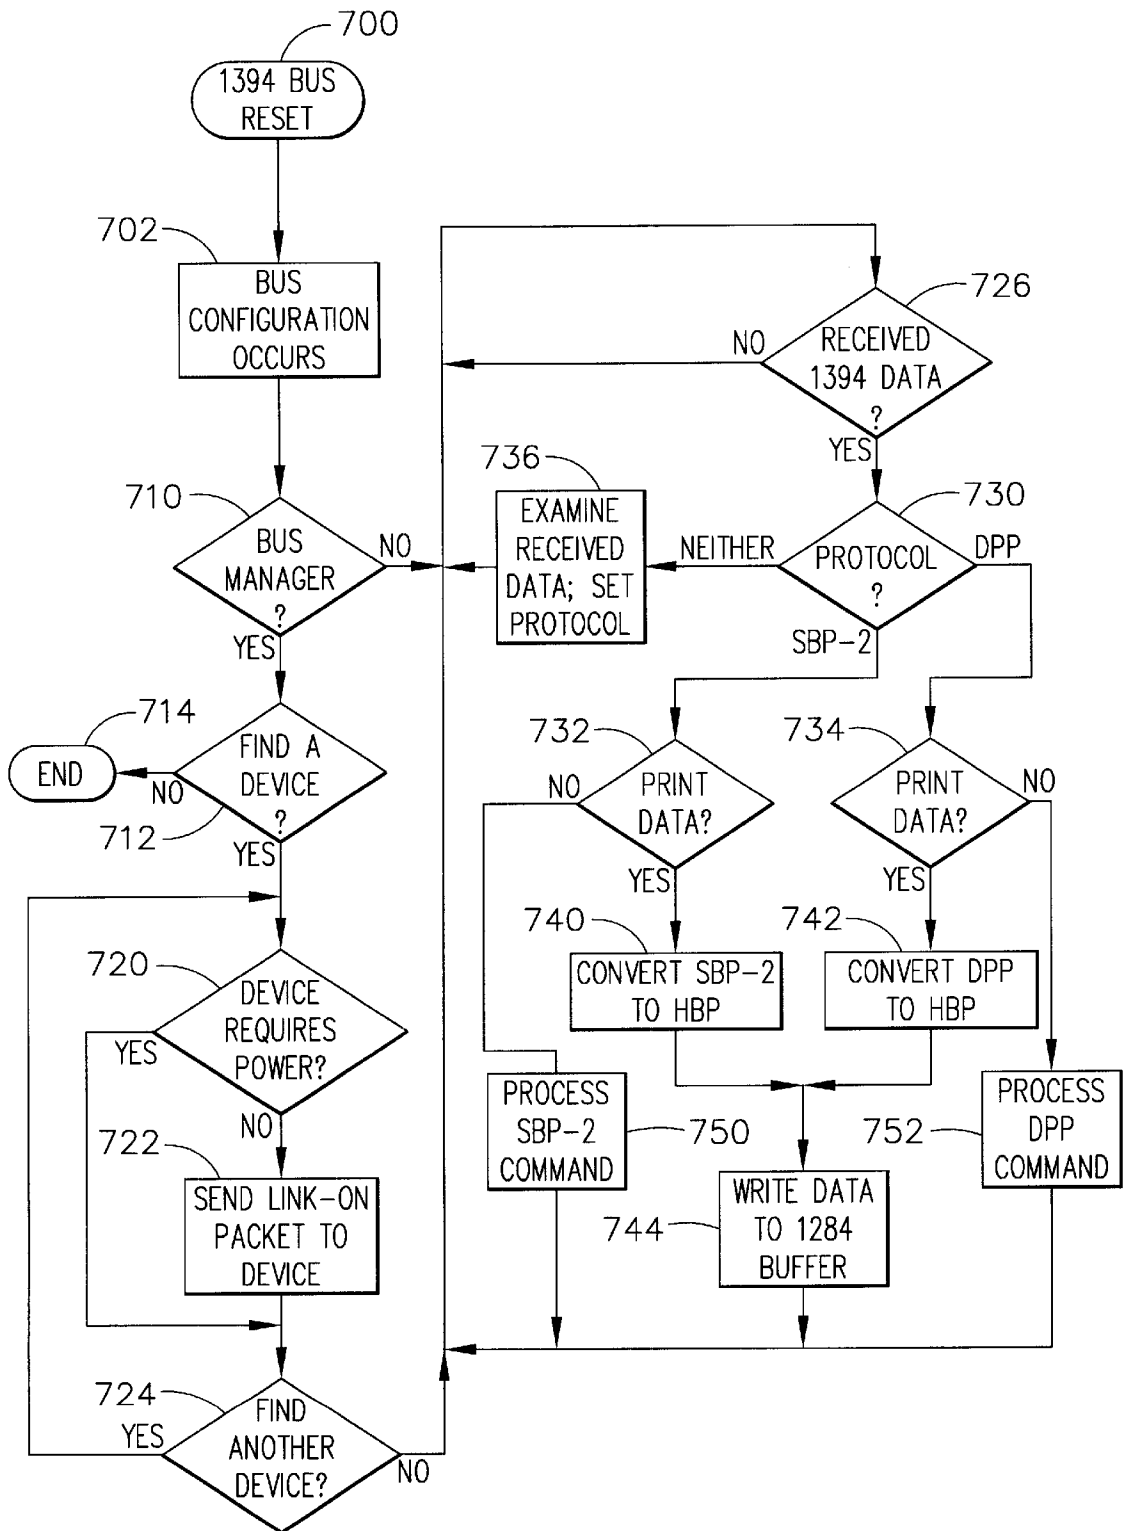 700
1394 BUS
RESET
702
BUS
CONFIGURATION
OCCURS
710
BUS
MANAGER
?
NO
YES
714
END
FIND A
DEVICE
?
NO
712
YES
720
DEVICE
REQUIRES
POWER?
YES
NO
722
SEND LINK-ON
PACKET TO
DEVICE
724
FIND
ANOTHER
DEVICE?
YES
NO
726
RECEIVED
1394 DATA
?
NO
YES
730
PROTOCOL
?
NEITHER
DPP
SBP-2
736
EXAMINE
RECEIVED
DATA; SET
PROTOCOL
732
PRINT
DATA?
NO
YES
734
PRINT
DATA?
NO
YES
740
CONVERT SBP-2
TO HBP
742
CONVERT DPP
TO HBP
PROCESS
SBP-2
COMMAND
750
752
PROCESS
DPP
COMMAND
744
WRITE DATA
TO 1284
BUFFER